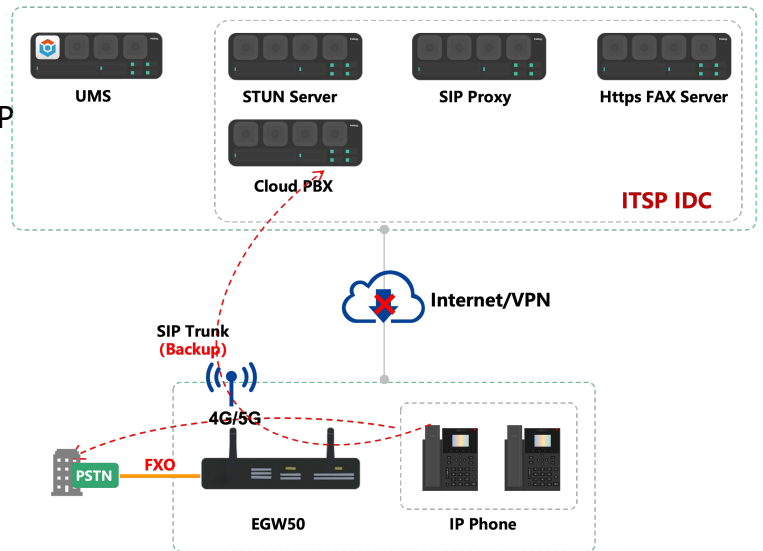 UMS
STUN Server
SIP Proxy
Https FAX Server
P
Cloud PBX
ITSP IDC
Internet/VPN
SIP Trunk
(Backup)
4G/5G
FXO
PSTN
EGW50
IP Phone